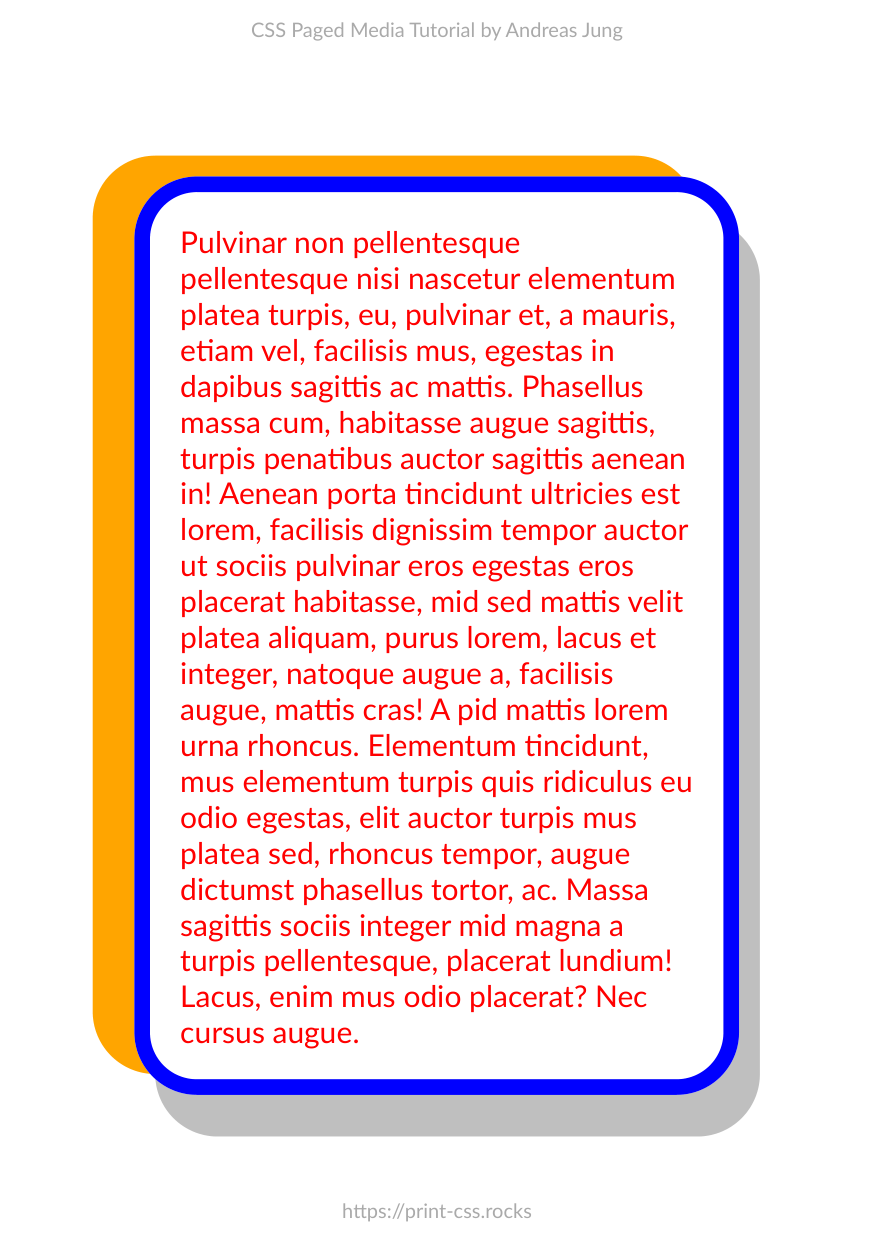 CSS Paged Media Tutorial by Andreas Jung
Pulvinar non pellentesque
pellentesque nisi nascetur elementum
platea turpis, eu, pulvinar et, a mauris,
etiam vel, facilisis mus, egestas in
dapibus sagittis ac mattis. Phasellus
massa cum, habitasse augue sagittis,
turpis penatibus auctor sagittis aenean
in! Aenean porta tincidunt ultricies est
lorem, facilisis dignissim tempor auctor
ut sociis pulvinar eros egestas eros
placerat habitasse, mid sed mattis velit
platea aliquam, purus lorem, lacus et
integer, natoque augue a, facilisis
augue, mattis cras! A pid mattis lorem
urna rhoncus. Elementum tincidunt,
mus elementum turpis quis ridiculus eu
odio egestas, elit auctor turpis mus
platea sed, rhoncus tempor, augue
dictumst phasellus tortor, ac. Massa
sagittis sociis integer mid magna a
turpis pellentesque, placerat lundium!
Lacus, enim mus odio placerat? Nec
cursus augue.
https://print-css.rocks